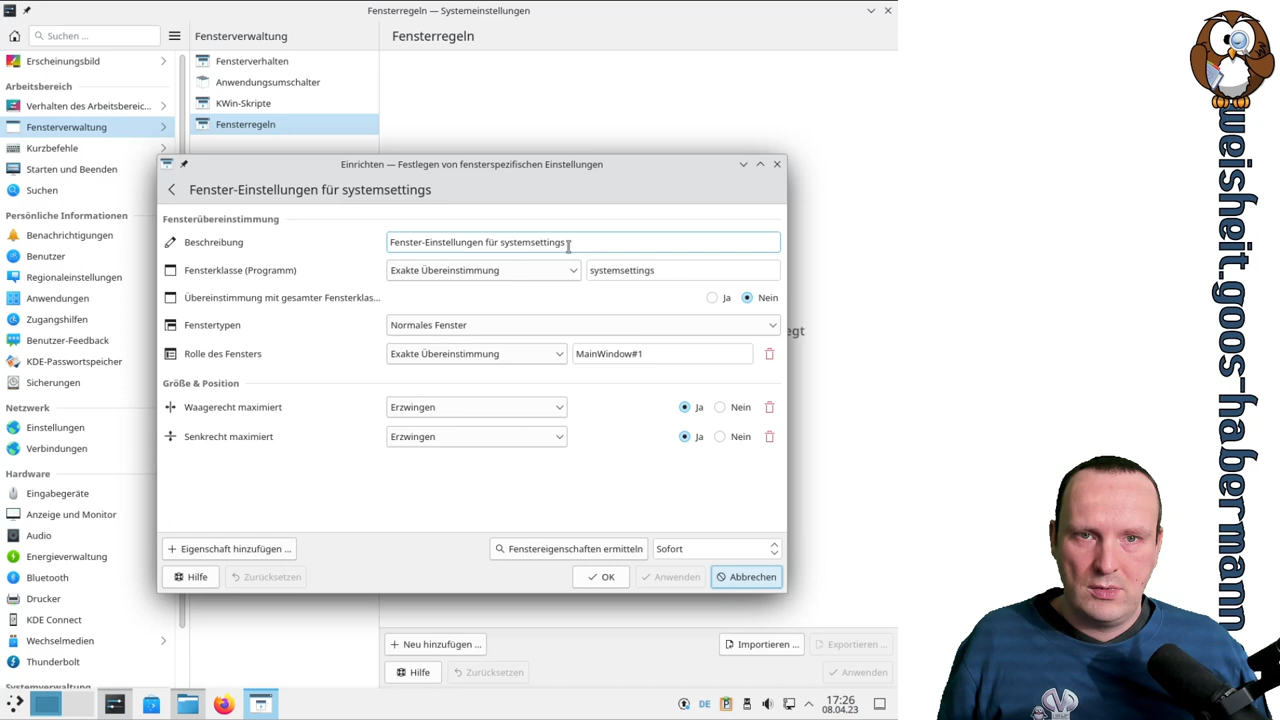 Fensterregeln — Systemeinstellungen
Suchen ...
Fensterverwaltung
Fensterregeln
Erscheinungsbild
Arbeitsbereich
Verhalten des Arbeitsbereic...
Fensterverwaltung
Kurzbefehle
Starten und Beenden
Suchen
Persönliche Informationen
Benachrichtigungen
Benutzer
Regionaleinstellungen
Anwendungen
Zugangshilfen
Benutzer-Feedback
KDE-Passwortspeicher
Sicherungen
Netzwerk
Einstellungen
Verbindungen
Hardware
Eingabegeräte
Anzeige und Monitor
Audio
Energieverwaltung
Bluetooth
Drucker
KDE Connect
Wechselmedien
Thunderbolt
Systemverwaltung
Fensterverhalten
Anwendungsumschalter
KWin-Skripte
Fensterregeln
Einrichten — Festlegen von fensterspezifischen Einstellungen
Fenster-Einstellungen für systemsettings
Fensterübereinstimmung
Beschreibung Fenster-Einstellungen für systemsettings
Fensterklasse (Programm) Exakte Übereinstimmung systemsettings
Übereinstimmung mit gesamter Fensterklas... Ja Nein
Fenstertypen Normales Fenster
Rolle des Fensters Exakte Übereinstimmung MainWindow#1
Größe & Position
Waagerecht maximiert Erzwingen Ja Nein
Senkrecht maximiert Erzwingen Ja Nein
Eigenschaft hinzufügen ... Fenstereigenschaften ermitteln Sofort
Hilfe Zurücksetzen OK Anwenden Abbrechen
egt
Neu hinzufügen ... Importieren ... Exportieren ...
Hilfe Zurücksetzen Anwenden
DE
17:26
08.04.23
weisheit.goos-habermann